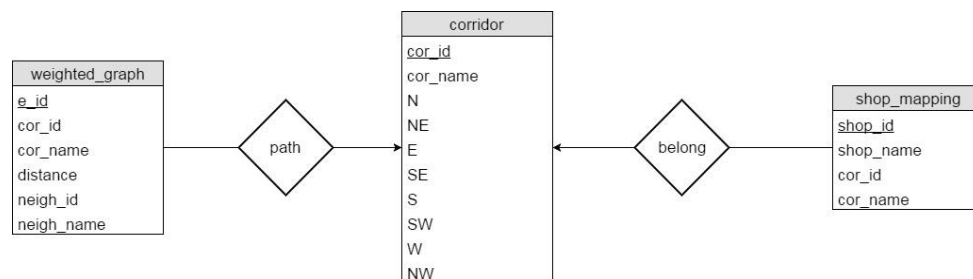 weighted_graph
e_id
cor_id
cor_name
distance
neigh_id
neigh_name
path
corridor
cor_id
cor_name
N
NE
E
SE
S
SW
W
NW
belong
shop_mapping
shop_id
shop_name
cor_id
cor_name